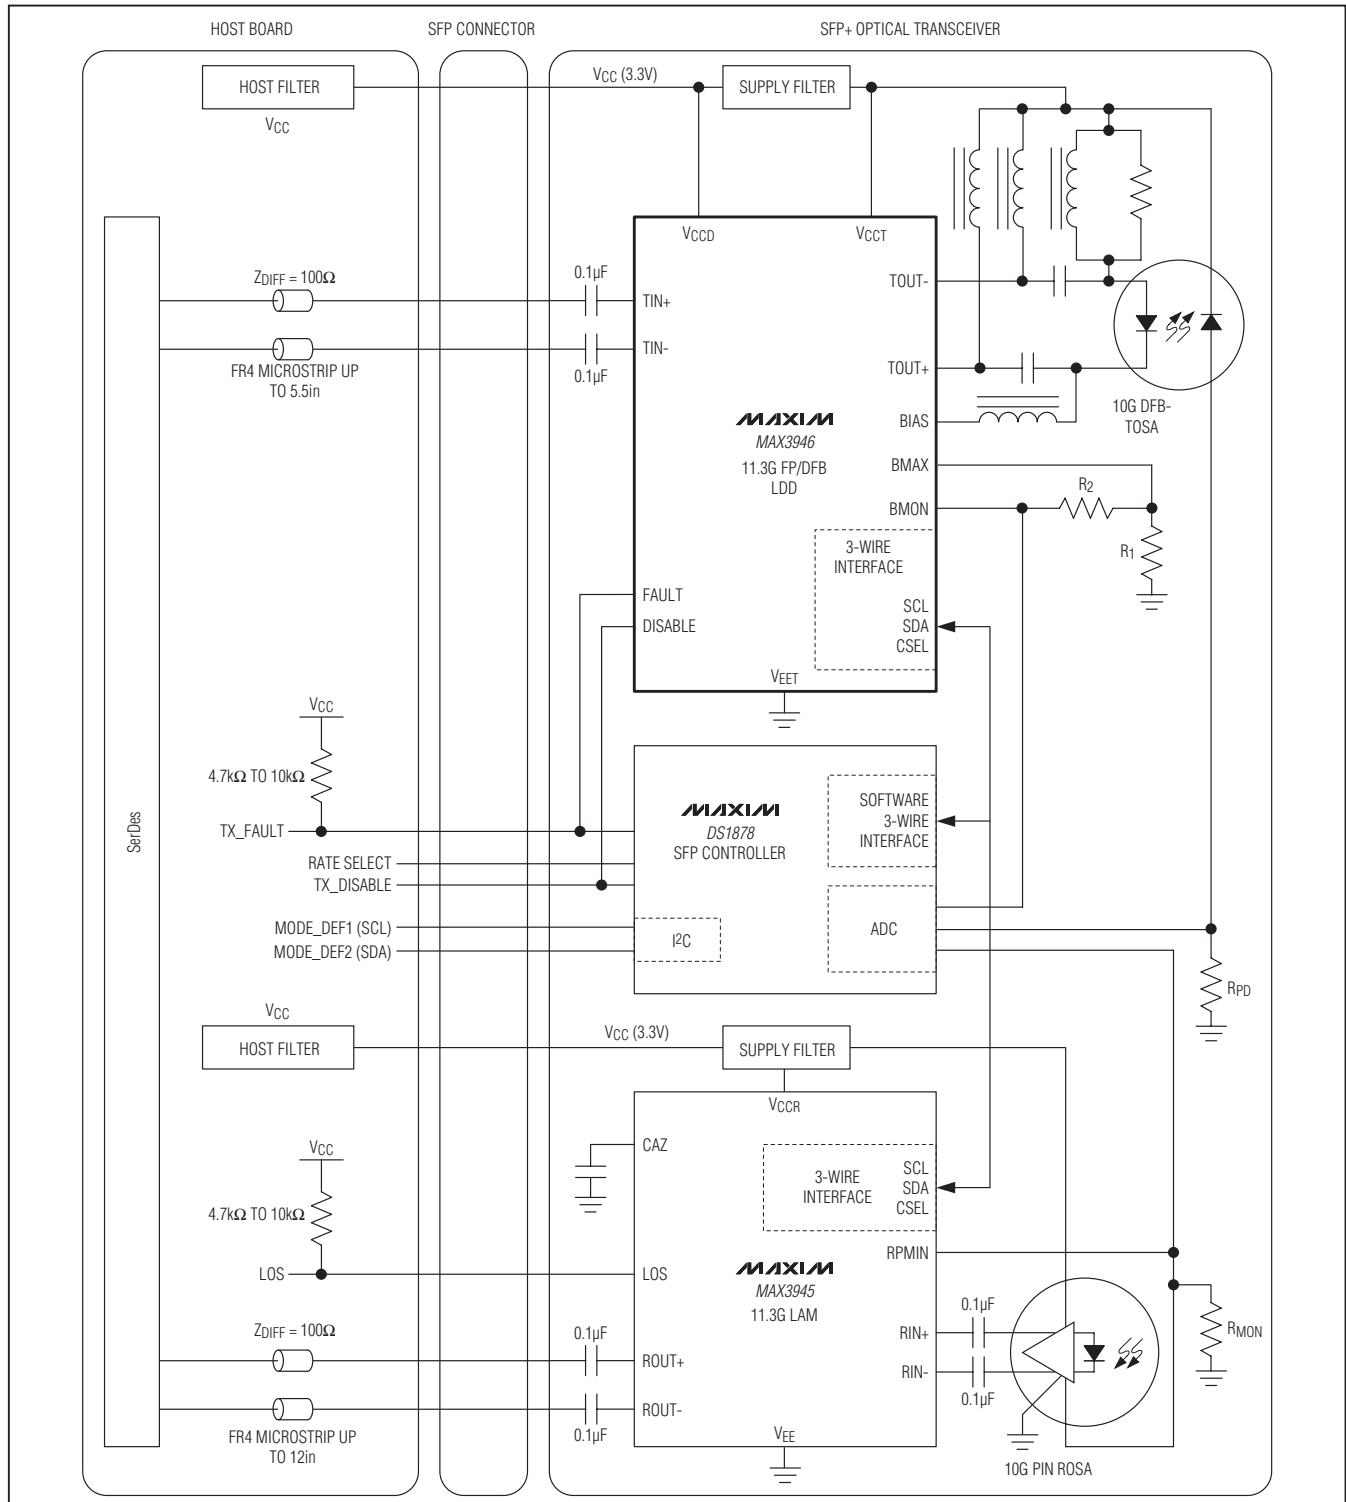 HOST BOARD
SFP CONNECTOR
SFP+ OPTICAL TRANSCEIVER
HOST FILTER
VCC
VCC (3.3V)
SUPPLY FILTER
VCCD
VCCT
SerDes
ZDIFF = 100Ω
FR4 MICROSTRIP UP
TO 5.5in
0.1µF
0.1µF
TIN+
TIN-
TOUT-
TOUT+
BIAS
BMAX
BMON
MAXIM
MAX3946
11.3G FP/DFB
LDD
10G DFB-
TOSA
R2
R1
3-WIRE
INTERFACE
SCL
SDA
CSEL
FAULT
DISABLE
VEET
VCC
4.7kΩ TO 10kΩ
TX_FAULT
RATE SELECT
TX_DISABLE
MODE_DEF1 (SCL)
MODE_DEF2 (SDA)
MAXIM
DS1878
SFP CONTROLLER
I2C
SOFTWARE
3-WIRE
INTERFACE
ADC
RPD
VCC
HOST FILTER
VCC (3.3V)
SUPPLY FILTER
VCCR
CAZ
3-WIRE
INTERFACE
SCL
SDA
CSEL
VCC
4.7kΩ TO 10kΩ
LOS
LOS
RPMIN
MAXIM
MAX3945
11.3G LAM
ZDIFF = 100Ω
FR4 MICROSTRIP UP
TO 12in
0.1µF
0.1µF
ROUT+
ROUT-
RIN+
RIN-
0.1µF
0.1µF
RMON
VEE
10G PIN ROSA